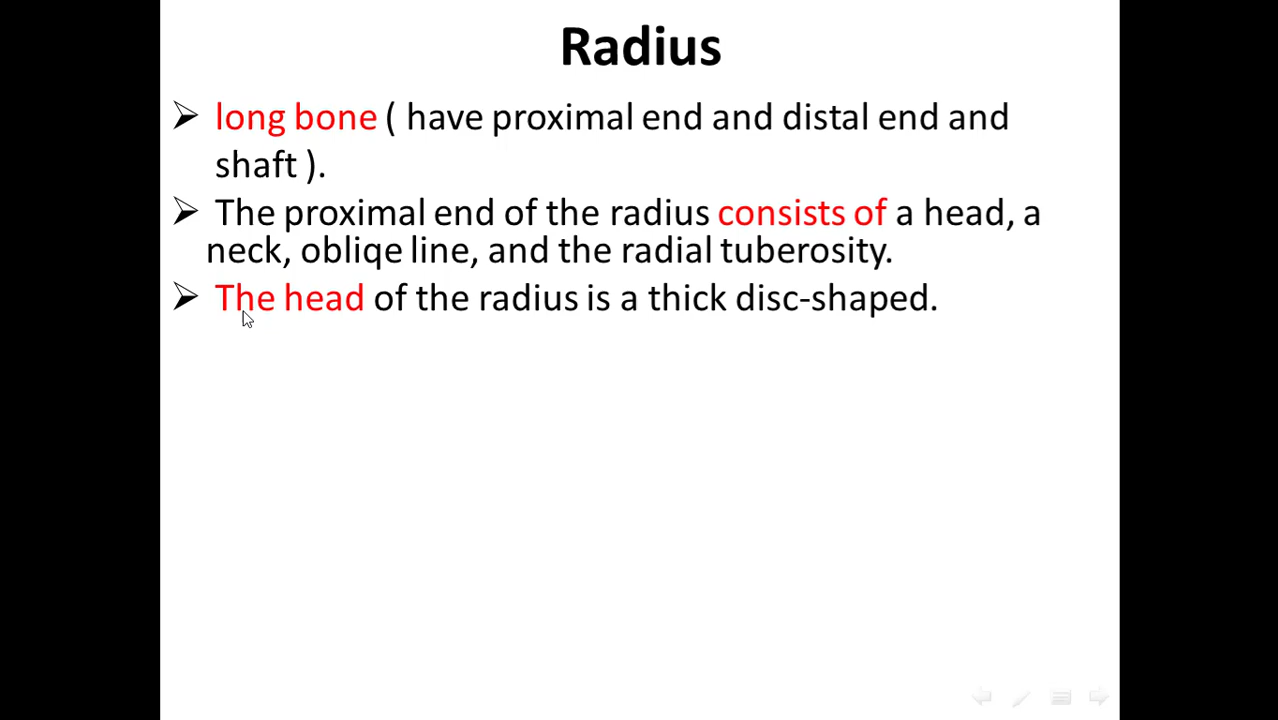 Radius
➢ long bone ( have proximal end and distal end and
shaft ).
➢ The proximal end of the radius consists of a head, a
neck, obliqe line, and the radial tuberosity.
➢ The head of the radius is a thick disc-shaped.